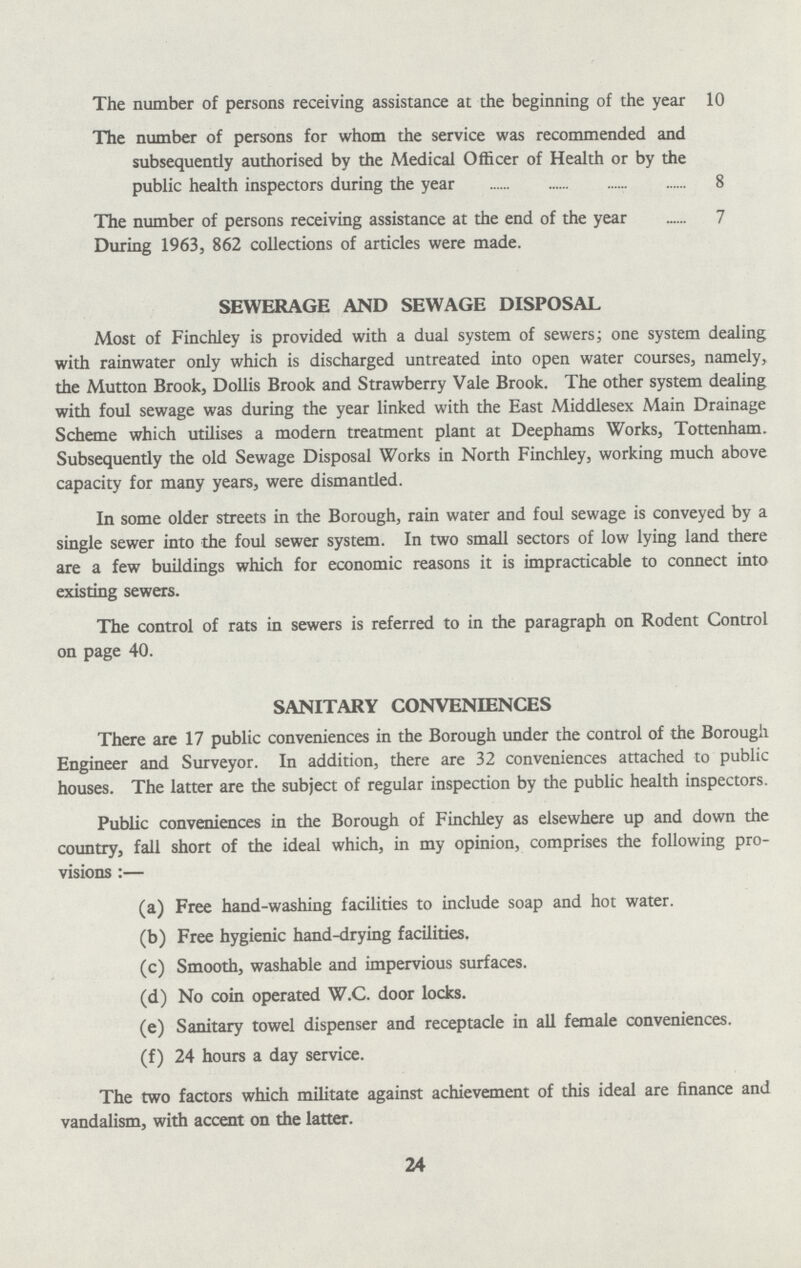 The number of persons receiving assistance at the beginning of the year 10
The number of persons for whom the service was recommended and
subsequently authorised by the Medical Officer of Health or by the
public health inspectors during the year ...... ...... ...... ...... 8
The number of persons receiving assistance at the end of the year ...... 7
During 1963, 862 collections of articles were made.
SEWERAGE AND SEWAGE DISPOSAL
Most of Finchley is provided with a dual system of sewers; one system dealing
with rainwater only which is discharged untreated into open water courses, namely,
the Mutton Brook, Dollis Brook and Strawberry Vale Brook. The other system dealing
with foul sewage was during the year linked with the East Middlesex Main Drainage
Scheme which utilises a modern treatment plant at Deephams Works, Tottenham.
Subsequently the old Sewage Disposal Works in North Finchley, working much above
capacity for many years, were dismantled.
In some older streets in the Borough, rain water and foul sewage is conveyed by a
single sewer into the foul sewer system. In two small sectors of low lying land there
are a few buildings which for economic reasons it is impracticable to connect into
existing sewers.
The control of rats in sewers is referred to in the paragraph on Rodent Control
on page 40.
SANITARY CONVENIENCES
There are 17 public conveniences in the Borough under the control of the Borough
Engineer and Surveyor. In addition, there are 32 conveniences attached to public
houses. The latter are the subject of regular inspection by the public health inspectors.
Public conveniences in the Borough of Finchley as elsewhere up and down the
country, fall short of the ideal which, in my opinion, comprises the following pro-
visions :—
(a) Free hand-washing facilities to include soap and hot water.
(b) Free hygienic hand-drying facilities.
(c) Smooth, washable and impervious surfaces.
(d) No coin operated W.C. door locks.
(e) Sanitary towel dispenser and receptacle in all female conveniences.
(f) 24 hours a day service.
The two factors which militate against achievement of this ideal are finance and
vandalism, with accent on the latter.
24